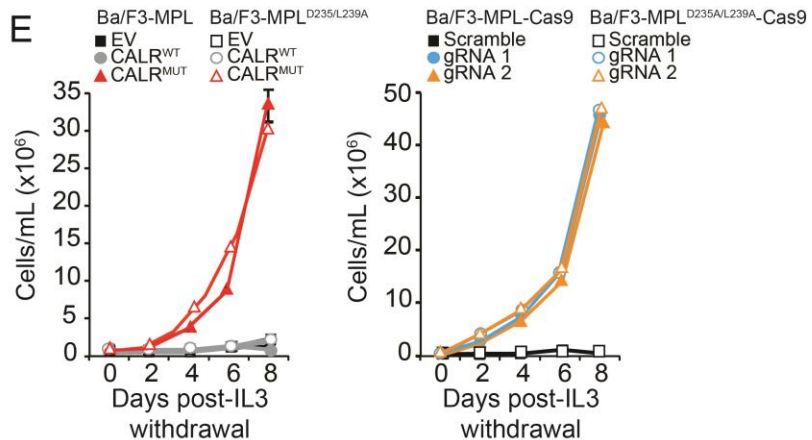 E
Ba/F3-MPL Ba/F3-MPL^D235/L239A
EV EV
CALR^WT CALR^WT
CALR^MUT CALR^MUT
35
30
25
20
15
10
5
0
Cells/mL (x10^6)
0 2 4 6 8
Days post-IL3
withdrawal
Ba/F3-MPL-Cas9 Ba/F3-MPL^D235A/L239A-Cas9
Scramble Scramble
gRNA 1 gRNA 1
gRNA 2 gRNA 2
50
40
30
20
10
0
Cells/mL (x10^6)
0 2 4 6 8
Days post-IL3
withdrawal